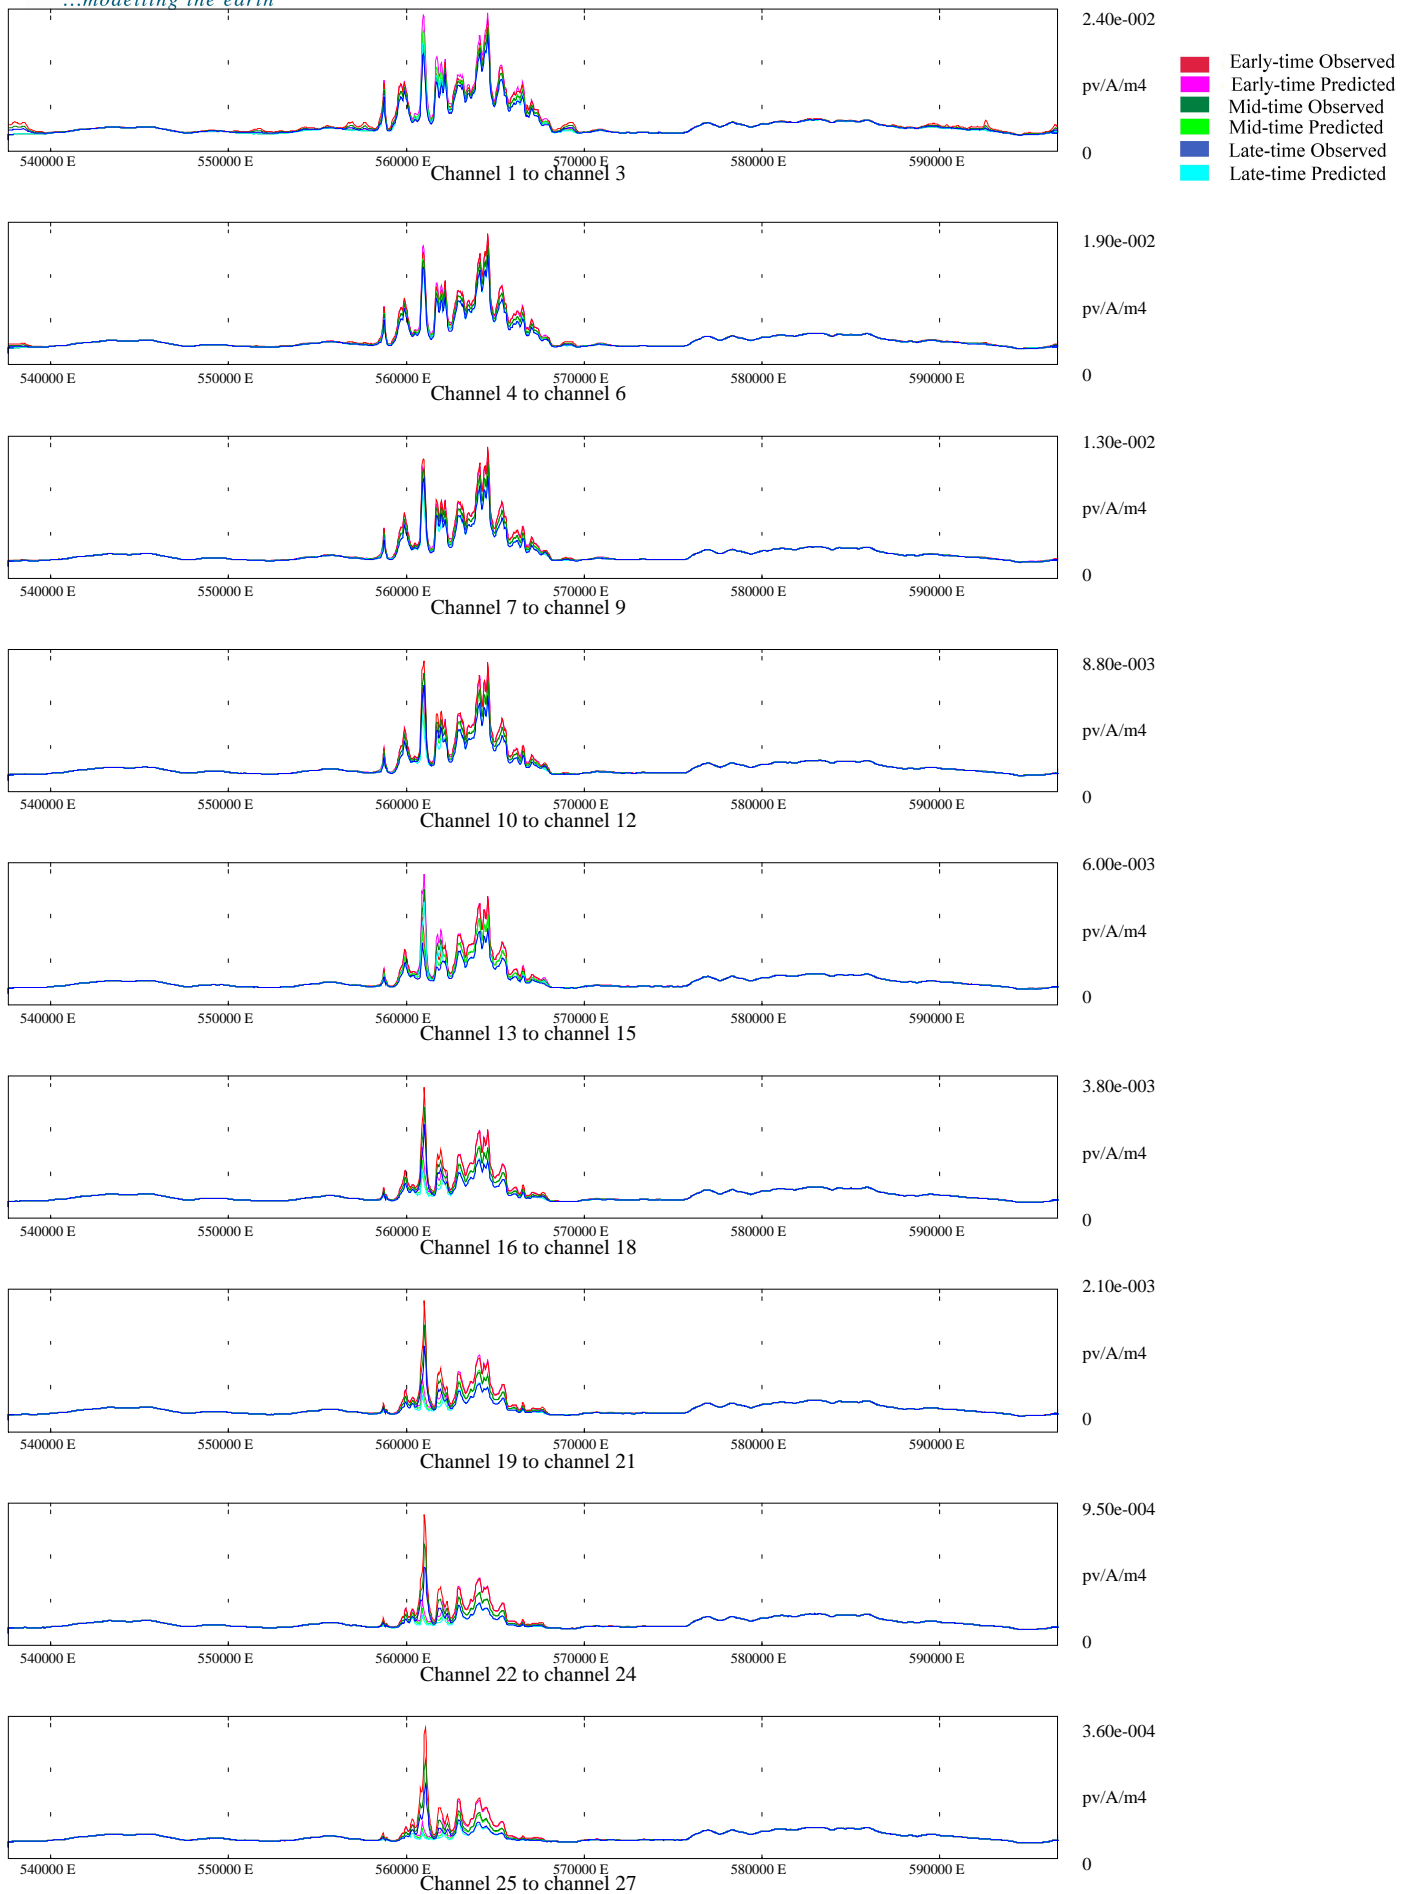 ...modelling the earth
2.40e-002
Early-time Observed
pv/A/m4
Early-time Predicted
Mid-time Observed
Mid-time Predicted
Late-time Observed
0
Late-time Predicted
540000 E 550000 E 560000 E 570000 E 580000 E 590000 E
Channel 1 to channel 3
1.90e-002
pv/A/m4
0
540000 E 550000 E 560000 E 570000 E 580000 E 590000 E
Channel 4 to channel 6
1.30e-002
pv/A/m4
0
540000 E 550000 E 560000 E 570000 E 580000 E 590000 E
Channel 7 to channel 9
8.80e-003
pv/A/m4
0
540000 E 550000 E 560000 E 570000 E 580000 E 590000 E
Channel 10 to channel 12
6.00e-003
pv/A/m4
0
540000 E 550000 E 560000 E 570000 E 580000 E 590000 E
Channel 13 to channel 15
3.80e-003
pv/A/m4
0
540000 E 550000 E 560000 E 570000 E 580000 E 590000 E
Channel 16 to channel 18
2.10e-003
pv/A/m4
0
540000 E 550000 E 560000 E 570000 E 580000 E 590000 E
Channel 19 to channel 21
9.50e-004
pv/A/m4
0
540000 E 550000 E 560000 E 570000 E 580000 E 590000 E
Channel 22 to channel 24
3.60e-004
pv/A/m4
0
540000 E 550000 E 560000 E 570000 E 580000 E 590000 E
Channel 25 to channel 27